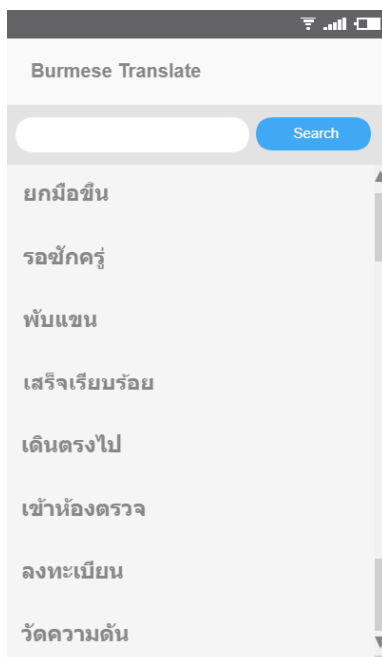 Burmese Translate
Search
ยกมือขึ้น
รอซักครู่
พับแขน
เสร็จเรียบร้อย
เดินตรงไป
เข้าห้องตรวจ
ลงทะเบียน
วัดความดัน